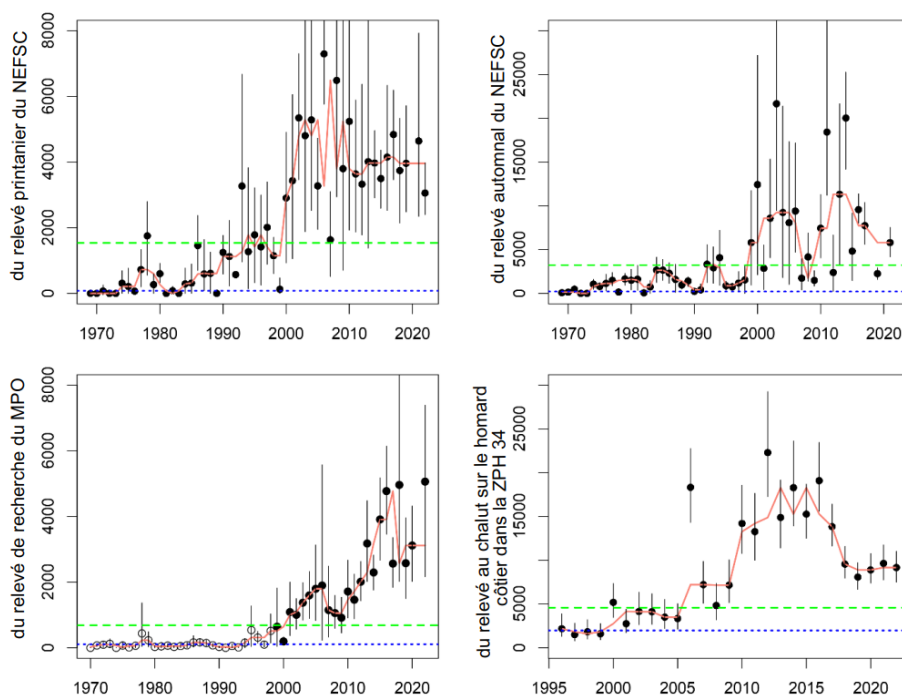 du relevé printanier du NEFSC
8000
6000
4000
2000
0
1970 1980 1990 2000 2010 2020
du relevé automnal du NEFSC
25000
15000
5000
0
1970 1980 1990 2000 2010 2020
du relevé de recherche du MPO
8000
6000
4000
2000
0
1970 1980 1990 2000 2010 2020
du relevé au chalut sur le homard
côtier dans la ZPH 34
25000
15000
5000
0
1995 2000 2005 2010 2015 2020